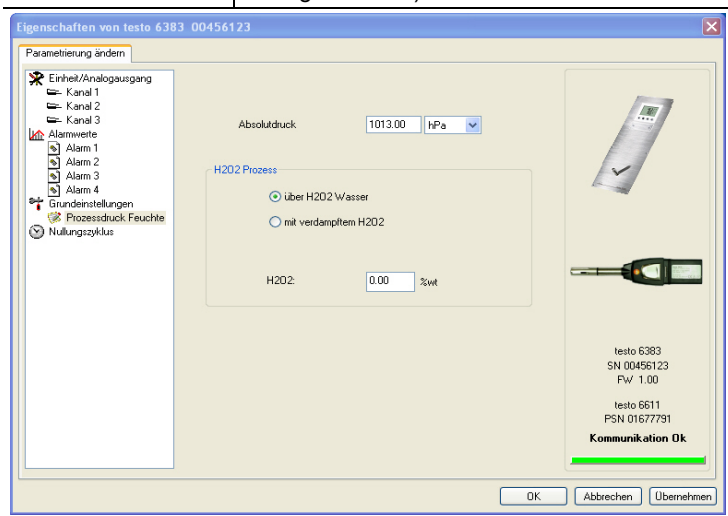 Eigenschaften von testo 6383 00456123
Parametrierung ändern
Einheit/Analogausgang
Kanal 1
Kanal 2
Kanal 3
Alarmwerte
Alarm 1
Alarm 2
Alarm 3
Alarm 4
Grundeinstellungen
Prozessdruck Feuchte
Nullungszyklus
Absolutdruck 1013.00 hPa
H2O2 Prozess
über H2O2 Wasser
mit verdampftem H2O2
H2O2: 0.00 %wt
testo 6383
SN 00456123
FW 1.00
testo 6611
PSN 01677791
Kommunikation Ok
OK Abbrechen Übernehmen